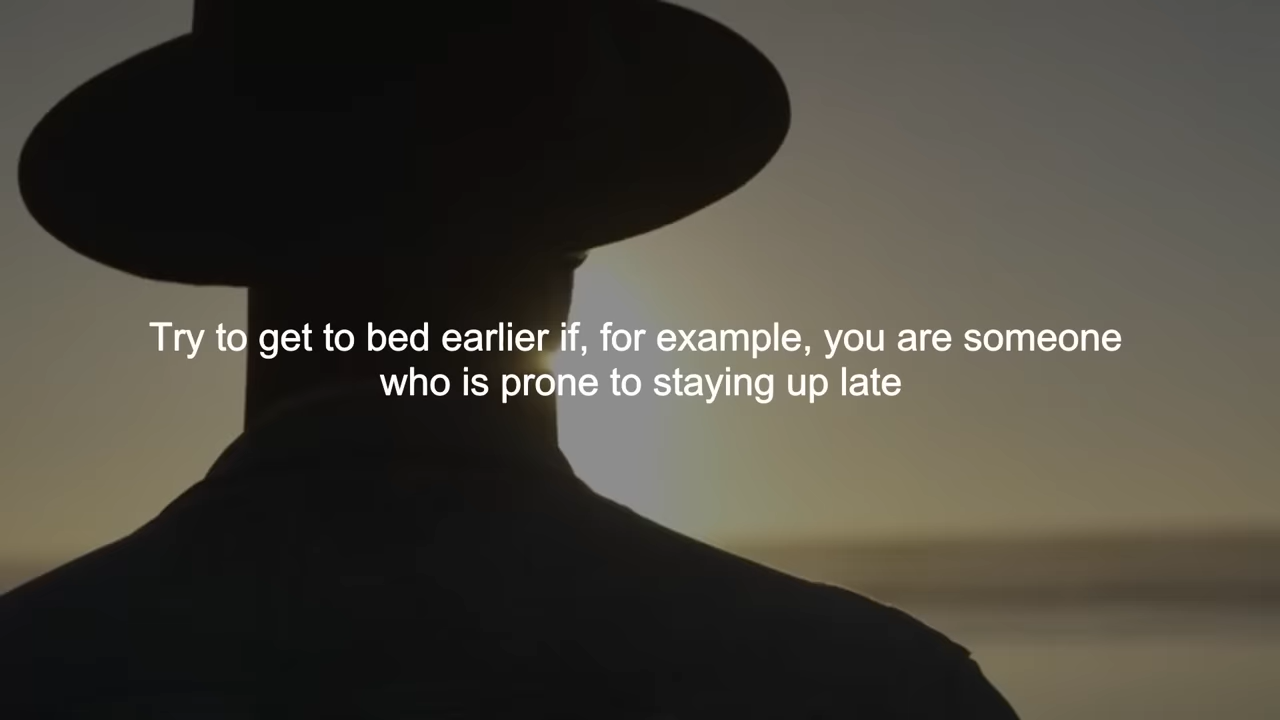 Try to get to bed earlier if, for example, you are someone
who is prone to staying up late